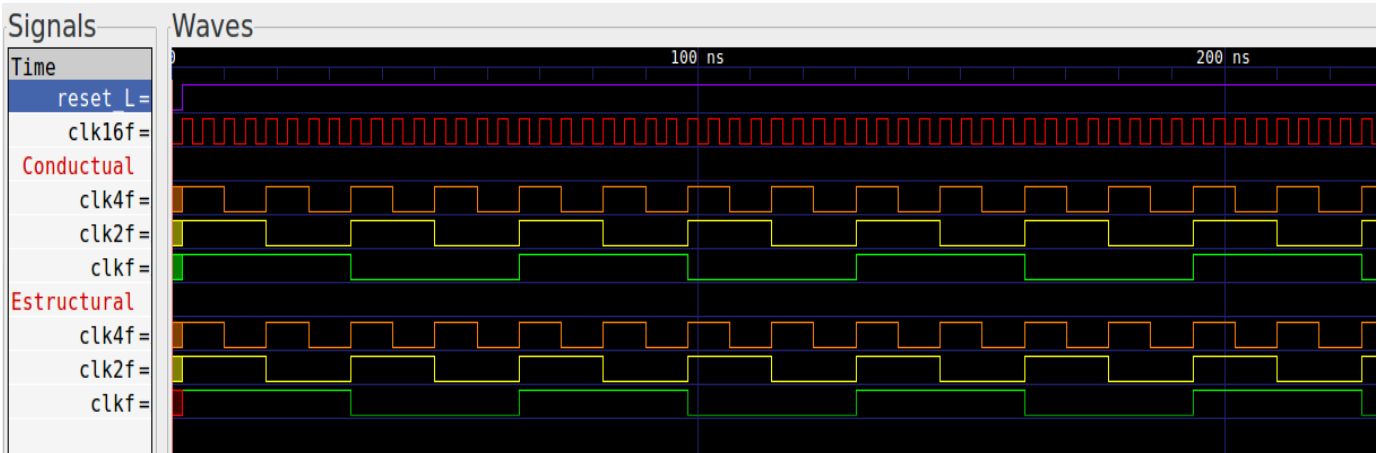 Signals
Waves
Time
0
100 ns
200 ns
reset_L=
clk16f=
Conductual
clk4f=
clk2f=
clkf=
Estructural
clk4f=
clk2f=
clkf=